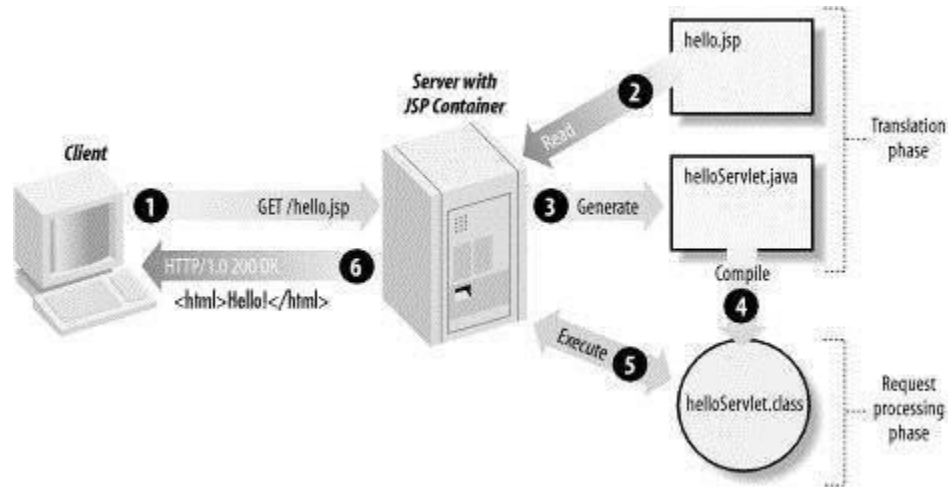 hello.jsp
Server with
JSP Container
2
Read
Translation
phase
Client
helloServlet.java
1
GET /hello.jsp
3
Generate
HTTP/1.0 200 OK
6
<html>Hello!</html>
Compile
4
Execute
5
helloServlet.class
Request
processing
phase